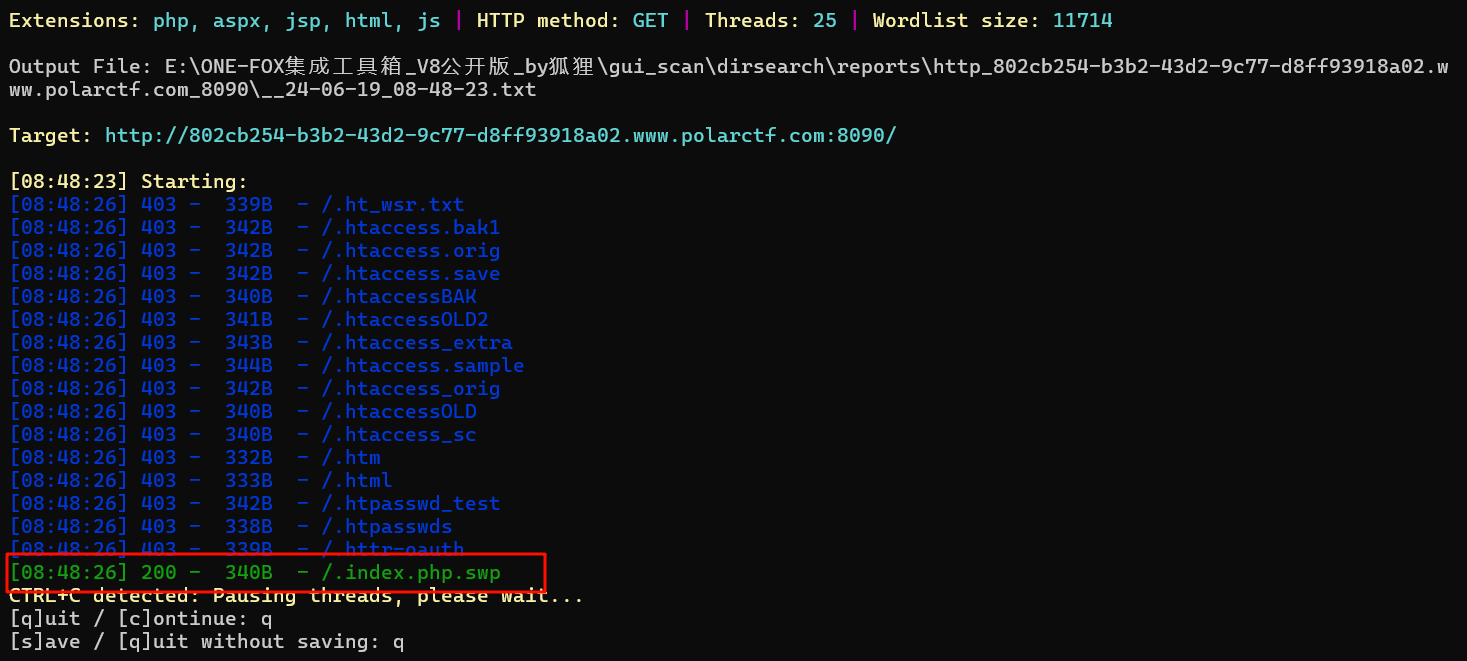 Extensions: php, aspx, jsp, html, js | HTTP method: GET | Threads: 25 | Wordlist size: 11714
Output File: E:\ONE-FOX集成工具箱_V8公开版_by狐狸\gui_scan\dirsearch\reports\http_802cb254-b3b2-43d2-9c77-d8ff93918a02.w
ww.polarctf.com_8090\__24-06-19_08-48-23.txt
Target: http://802cb254-b3b2-43d2-9c77-d8ff93918a02.www.polarctf.com:8090/
[08:48:23] Starting:
[08:48:26] 403 -  339B  - /.ht_wsr.txt
[08:48:26] 403 -  342B  - /.htaccess.bak1
[08:48:26] 403 -  342B  - /.htaccess.orig
[08:48:26] 403 -  342B  - /.htaccess.save
[08:48:26] 403 -  340B  - /.htaccessBAK
[08:48:26] 403 -  341B  - /.htaccessOLD2
[08:48:26] 403 -  343B  - /.htaccess_extra
[08:48:26] 403 -  344B  - /.htaccess.sample
[08:48:26] 403 -  342B  - /.htaccess_orig
[08:48:26] 403 -  340B  - /.htaccessOLD
[08:48:26] 403 -  340B  - /.htaccess_sc
[08:48:26] 403 -  332B  - /.htm
[08:48:26] 403 -  333B  - /.html
[08:48:26] 403 -  342B  - /.htpasswd_test
[08:48:26] 403 -  338B  - /.htpasswds
[08:48:26] 403 -  339B  - /.httr-oauth
[08:48:26] 200 -  340B  - /.index.php.swp
CTRL+C detected: Pausing threads, please wait...
[q]uit / [c]ontinue: q
[s]ave / [q]uit without saving: q